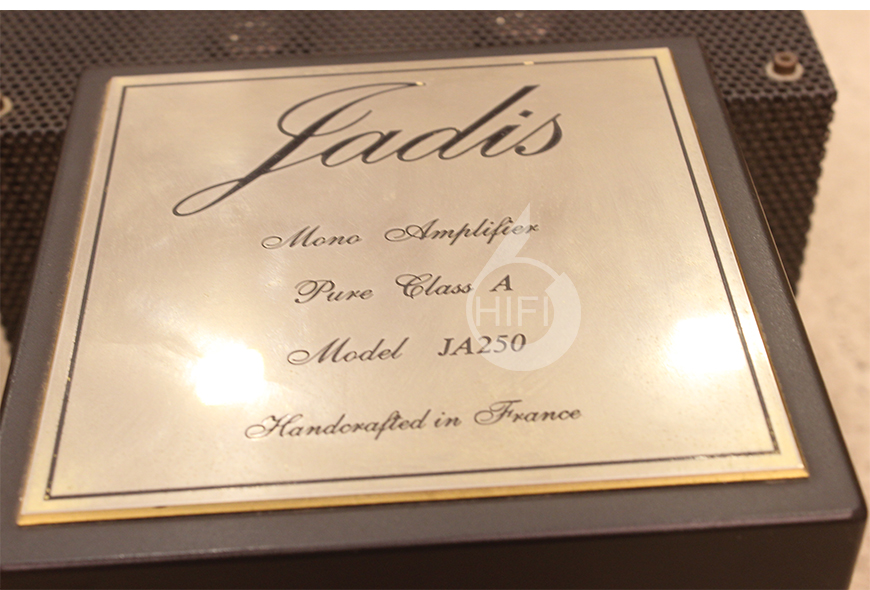 Jadis
Mono Amplifier
Pure Class A
Model JA250
Handcrafted in France
HIFI